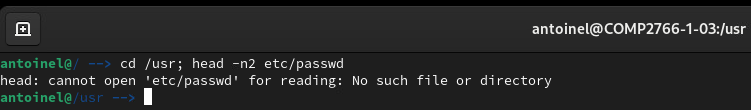 antoinel@COMP2766-1-03:/usr
antoinel@/ --> cd /usr; head -n2 etc/passwd
head: cannot open 'etc/passwd' for reading: No such file or directory
antoinel@/usr -->